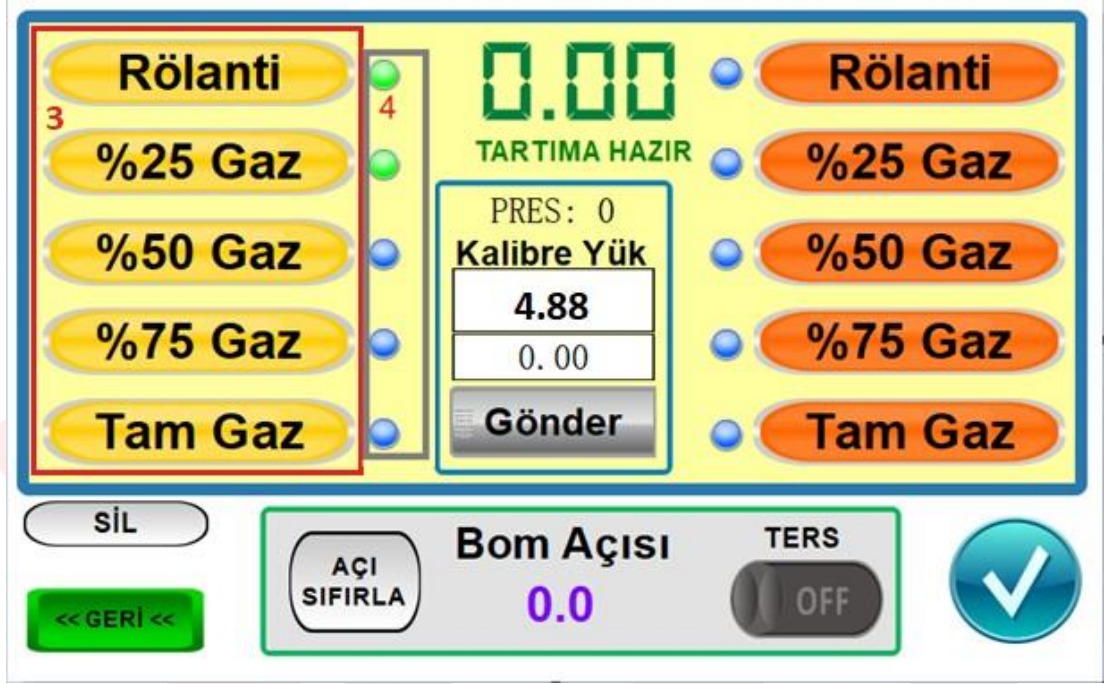 Rölanti
3
%25 Gaz
%50 Gaz
%75 Gaz
Tam Gaz
4
0.00
TARTIMA HAZIR
PRES: 0
Kalibre Yük
4.88
0.00
Gönder
Rölanti
%25 Gaz
%50 Gaz
%75 Gaz
Tam Gaz
SİL
<< GERİ <<
AÇI
SIFIRLA
Bom Açısı
0.0
TERS
OFF